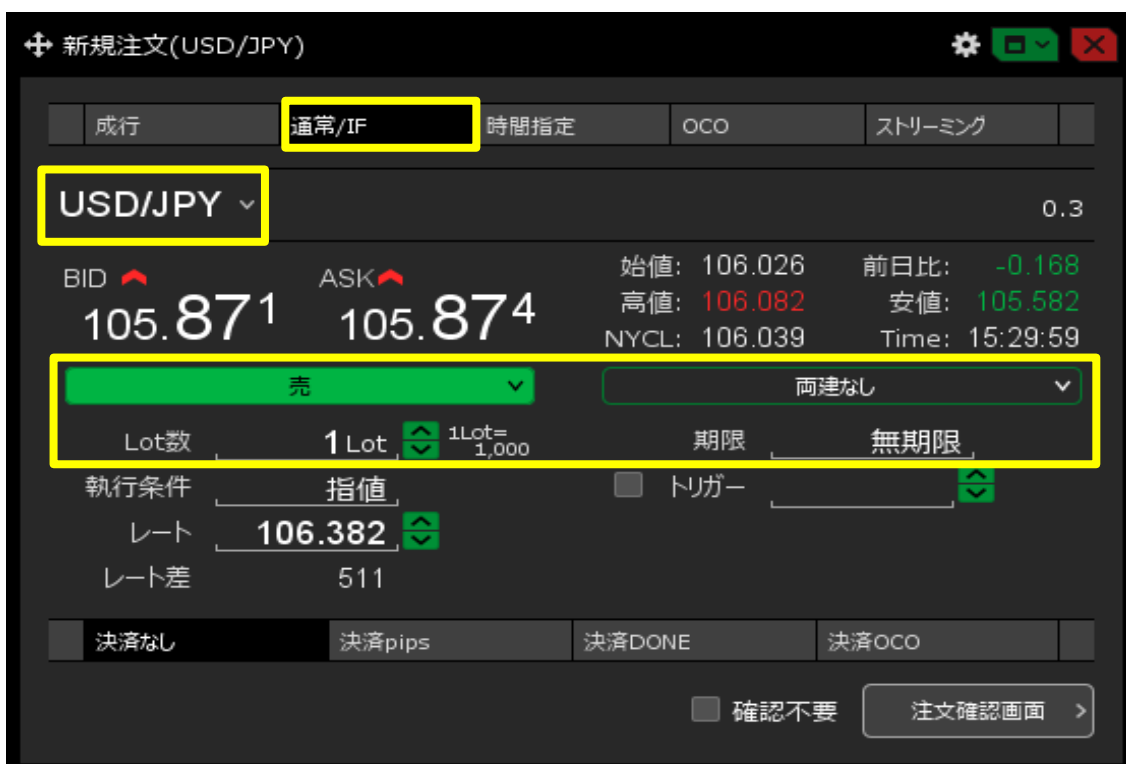 新規注文(USD/JPY)
成行 通常/IF 時間指定 OCO ストリーミング
USD/JPY 0.3
BID ASK 始値: 106.026 前日比: -0.168
105.871 105.874 高値: 106.082 安値: 105.582
NYCL: 106.039 Time: 15:29:59
売 両建なし
Lot数 1 Lot 1Lot= 1,000 期限 無期限
執行条件 指値 トリガー
レート 106.382
レート差 511
決済なし 決済pips 決済DONE 決済OCO
確認不要 注文確認画面 >